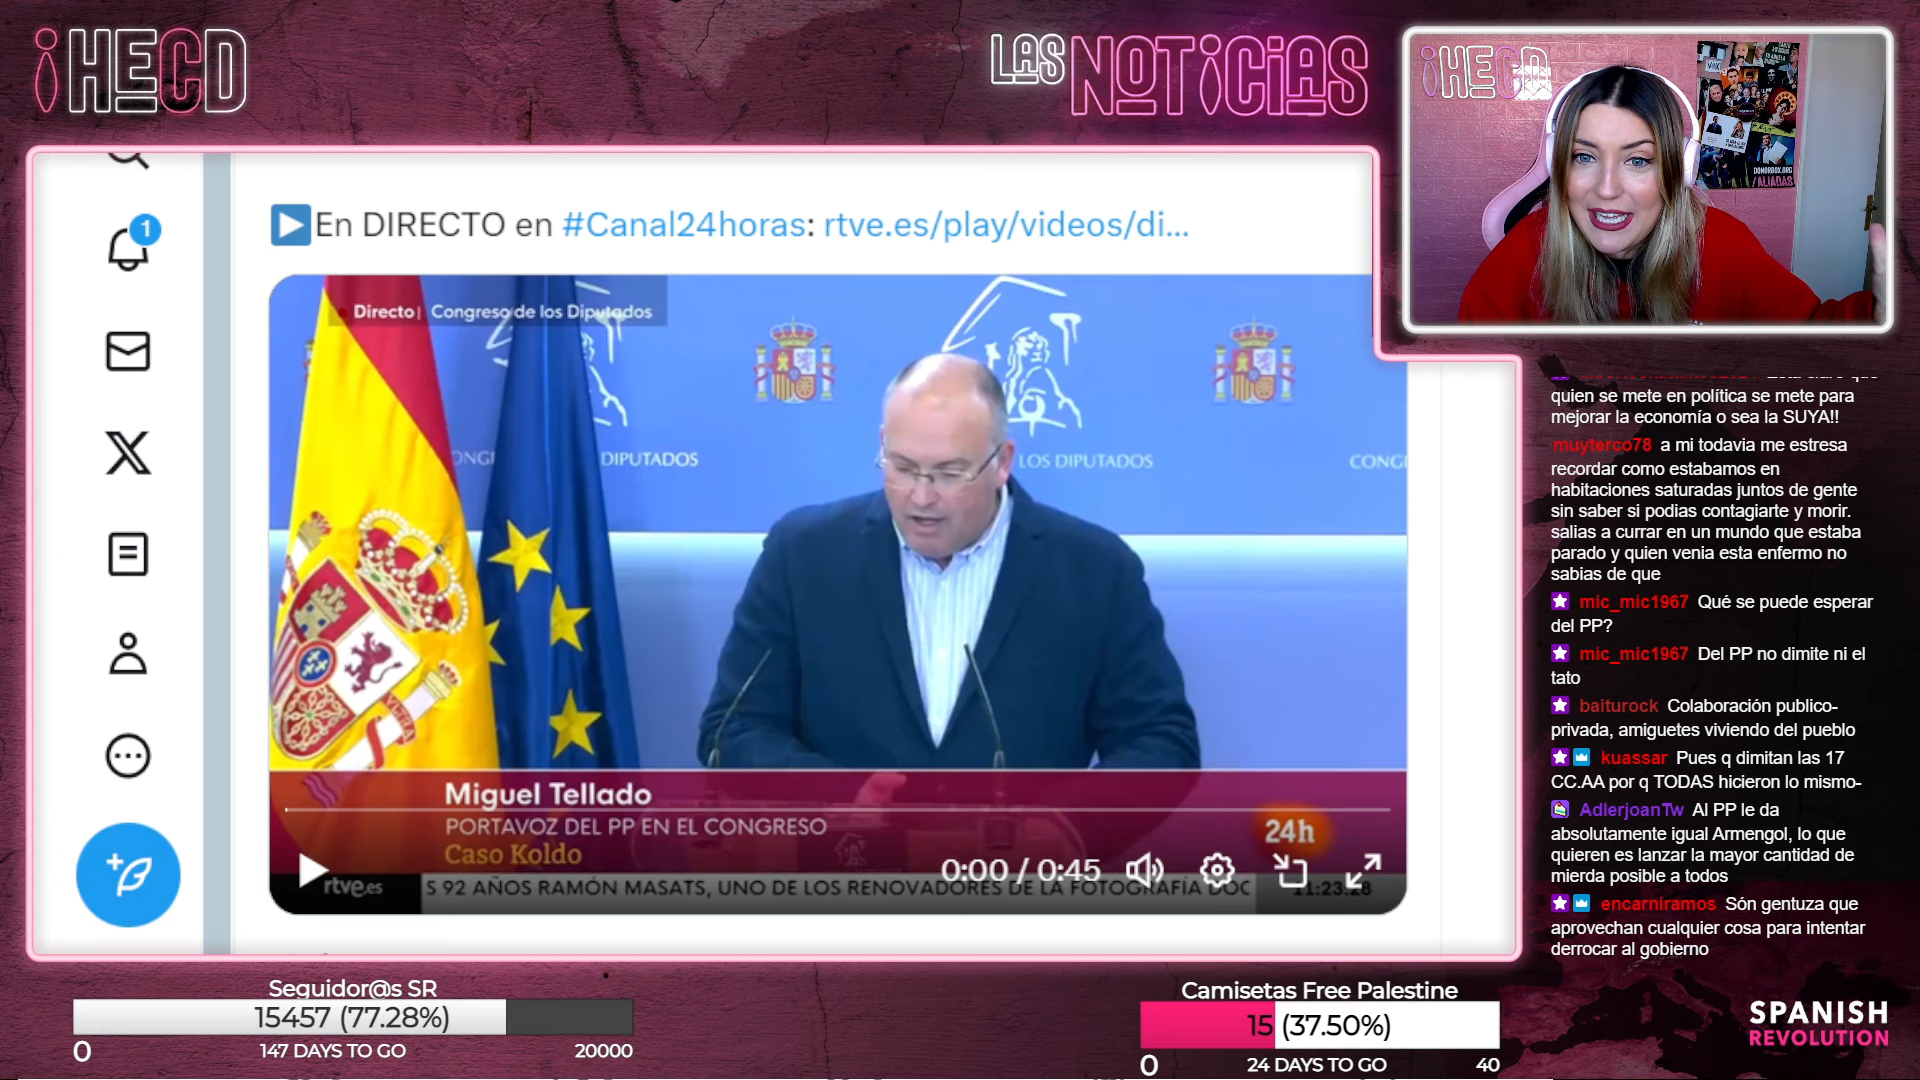 ¡HECD
LAS NOTICIAS
¡HECD
VOX
DONORBOX.ORG
/ALIADAS
1
En DIRECTO en #Canal24horas: rtve.es/play/videos/di...
Directo| Congreso de los Diputados
DIPUTADOS
LOS DIPUTADOS
Miguel Tellado
PORTAVOZ DEL PP EN EL CONGRESO
Caso Koldo
24h
0:00 / 0:45
rtve.es
S 92 AÑOS RAMÓN MASATS, UNO DE LOS RENOVADORES DE LA FOTOGRAFÍA DOC
11:23:28
quien se mete en política se mete para
mejorar la economía o sea la SUYA!!
muyterco78 a mi todavia me estresa
recordar como estabamos en
habitaciones saturadas juntos de gente
sin saber si podias contagiarte y morir.
salias a currar en un mundo que estaba
parado y quien venia esta enfermo no
sabias de que
mic_mic1967 Qué se puede esperar
del PP?
mic_mic1967 Del PP no dimite ni el
tato
baiturock Colaboración publico-
privada, amiguetes viviendo del pueblo
kuassar Pues q dimitan las 17
CC.AA por q TODAS hicieron lo mismo-
AdlerjoanTw Al PP le da
absolutamente igual Armengol, lo que
quieren es lanzar la mayor cantidad de
mierda posible a todos
encarniramos Són gentuza que
aprovechan cualquier cosa para intentar
derrocar al gobierno
Seguidor@s SR
15457 (77.28%)
0 147 DAYS TO GO 20000
Camisetas Free Palestine
15 (37.50%)
0 24 DAYS TO GO 40
SPANISH
REVOLUTION